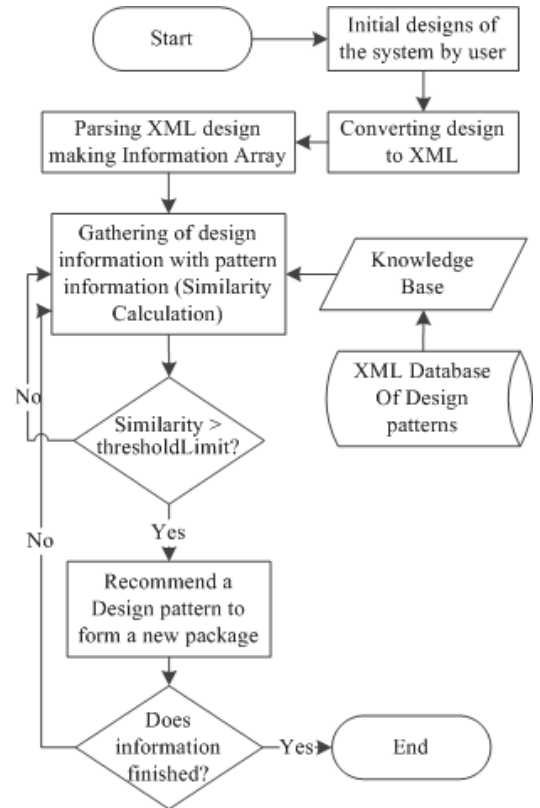 Start
Initial designs of
the system by user
Parsing XML design
making Information Array
Converting design
to XML
Gathering of design
information with pattern
information (Similarity
Calculation)
Knowledge
Base
XML Database
Of Design
patterns
No
Similarity >
thresholdLimit?
Yes
No
Recommend a
Design pattern to
form a new package
Does
information
finished?
Yes
End